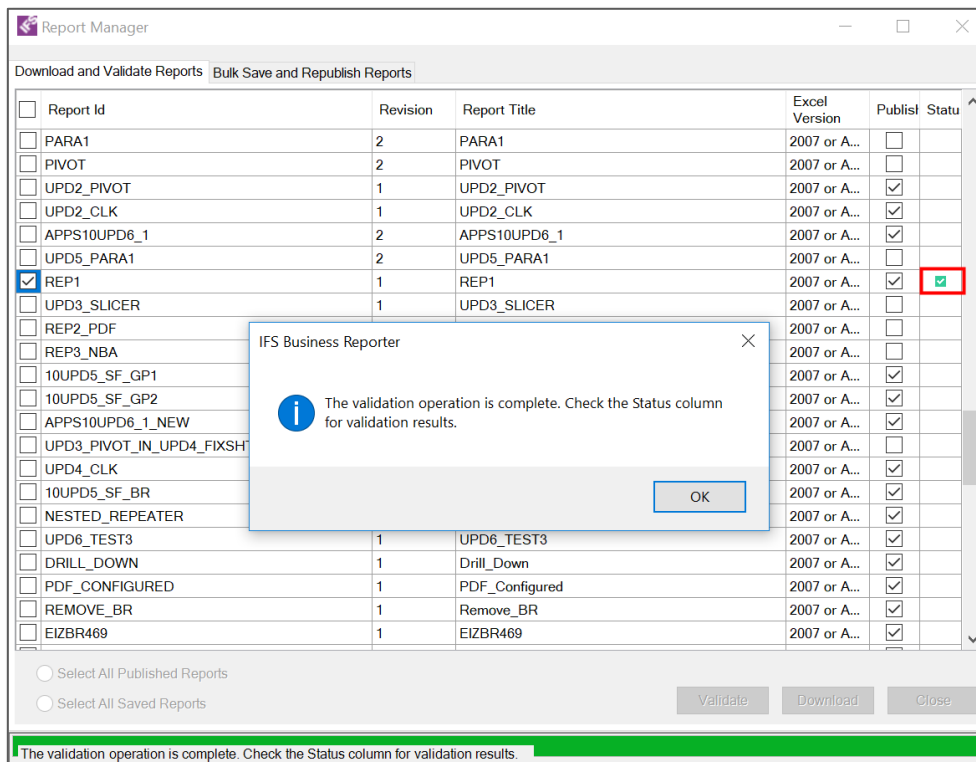 IFS
Report Manager
Download and Validate Reports Bulk Save and Republish Reports
Report Id Revision Report Title Excel Version Publish Statu
PARA1 2 PARA1 2007 or A...
PIVOT 2 PIVOT 2007 or A...
UPD2_PIVOT 1 UPD2_PIVOT 2007 or A...
UPD2_CLK 1 UPD2_CLK 2007 or A...
APPS10UPD6_1 2 APPS10UPD6_1 2007 or A...
UPD5_PARA1 2 UPD5_PARA1 2007 or A...
REP1 1 REP1 2007 or A...
UPD3_SLICER 1 UPD3_SLICER 2007 or A...
REP2_PDF 2007 or A...
REP3_NBA 2007 or A...
10UPD5_SF_GP1 2007 or A...
10UPD5_SF_GP2 2007 or A...
APPS10UPD6_1_NEW 2007 or A...
UPD3_PIVOT_IN_UPD4_FIXSHT 2007 or A...
UPD4_CLK 2007 or A...
10UPD5_SF_BR 2007 or A...
NESTED_REPEATER 2007 or A...
UPD6_TEST3 1 UPD6_TEST3 2007 or A...
DRILL_DOWN 1 Drill_Down 2007 or A...
PDF_CONFIGURED 1 PDF_Configured 2007 or A...
REMOVE_BR 1 Remove_BR 2007 or A...
EIZBR469 1 EIZBR469 2007 or A...
IFS Business Reporter
The validation operation is complete. Check the Status column
for validation results.
OK
Select All Published Reports
Select All Saved Reports
Validate Download Close
The validation operation is complete. Check the Status column for validation results.